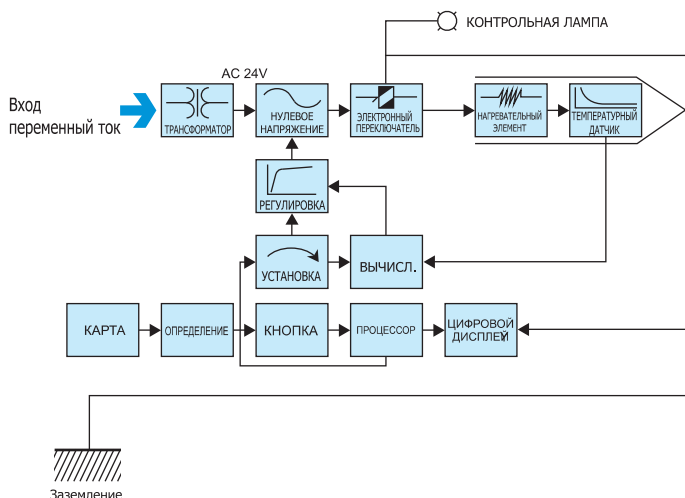 КОНТРОЛЬНАЯ ЛАМПА
AC 24V
Вход
переменный ток
ТРАНСФОРМАТОР
НУЛЕВОЕ
НАПРЯЖЕНИЕ
ЭЛЕКТРОННЫЙ
ПЕРЕКЛЮЧАТЕЛЬ
НАГРЕВАТЕЛЬНЫЙ
ЭЛЕМЕНТ
ТЕМПЕРАТУРНЫЙ
ДАТЧИК
РЕГУЛИРОВКА
УСТАНОВКА
ВЫЧИСЛ.
КАРТА
ОПРЕДЕЛЕНИЕ
КНОПКА
ПРОЦЕССОР
ЦИФРОВОЙ
ДИСПЛЕЙ
Заземление